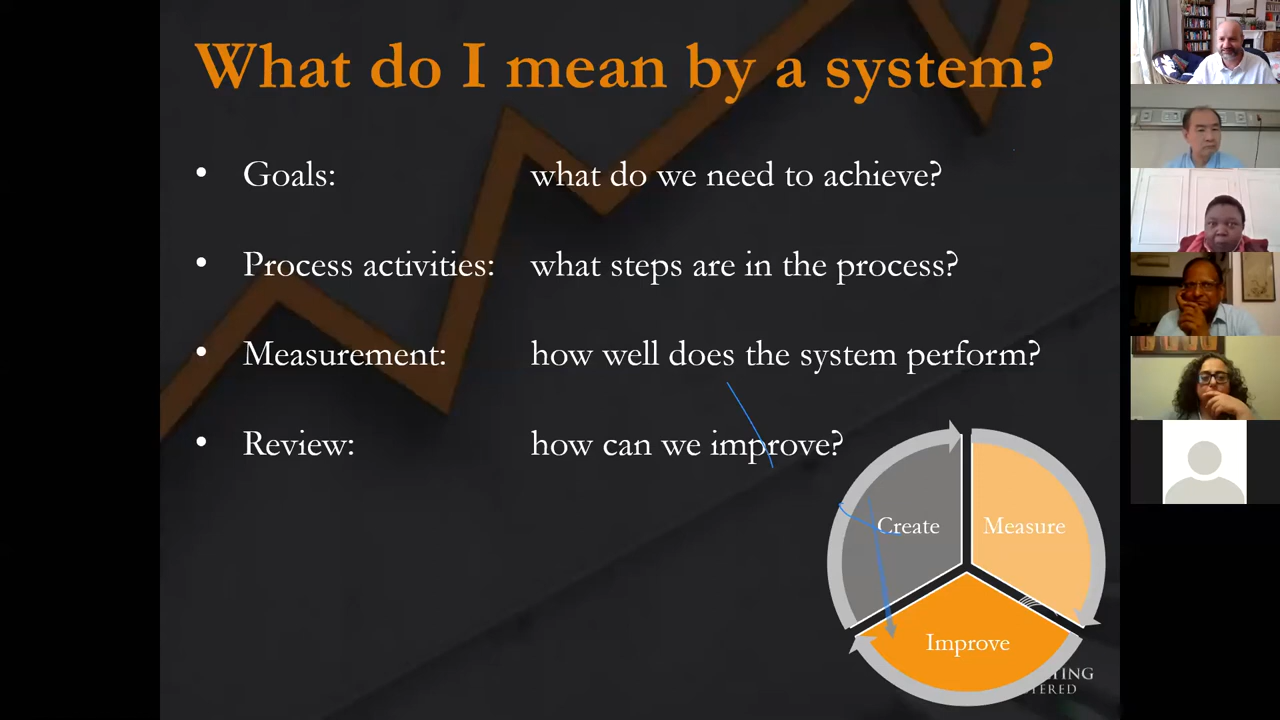 What do I mean by a system?
• Goals: what do we need to achieve?
• Process activities: what steps are in the process?
• Measurement: how well does the system perform?
• Review: how can we improve?
Create
Measure
Improve